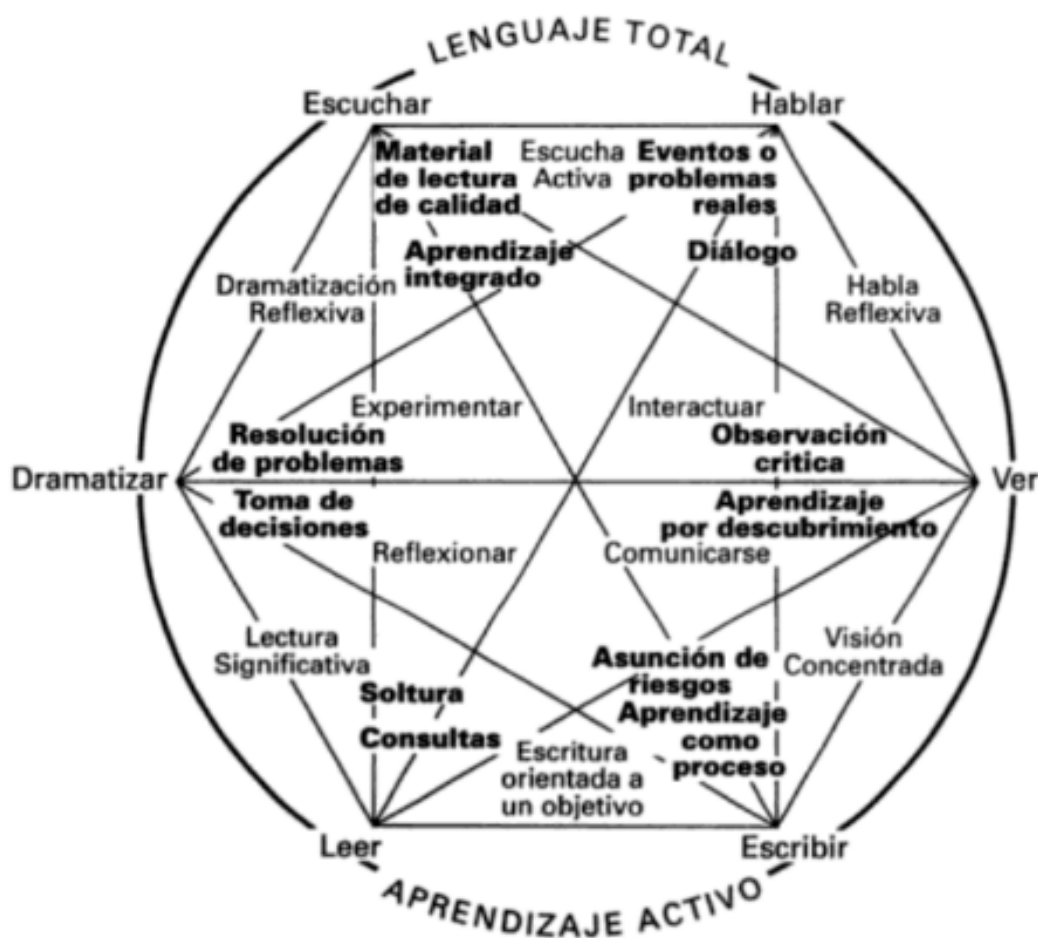 LENGUAJE TOTAL
Escuchar
Hablar
Material
de lectura
de calidad
Escucha
Activa
Eventos o
problemas
reales
Aprendizaje
integrado
Diálogo
Dramatización
Reflexiva
Habla
Reflexiva
Experimentar
Interactuar
Resolución
de problemas
Observación
critica
Dramatizar
Ver
Toma de
decisiones
Aprendizaje
por descubrimiento
Reflexionar
Comunicarse
Lectura
Significativa
Asunción de
riesgos
Visión
Concentrada
Soltura
Consultas
Aprendizaje
como
proceso
Escritura
orientada a
un objetivo
Leer
Escribir
APRENDIZAJE ACTIVO